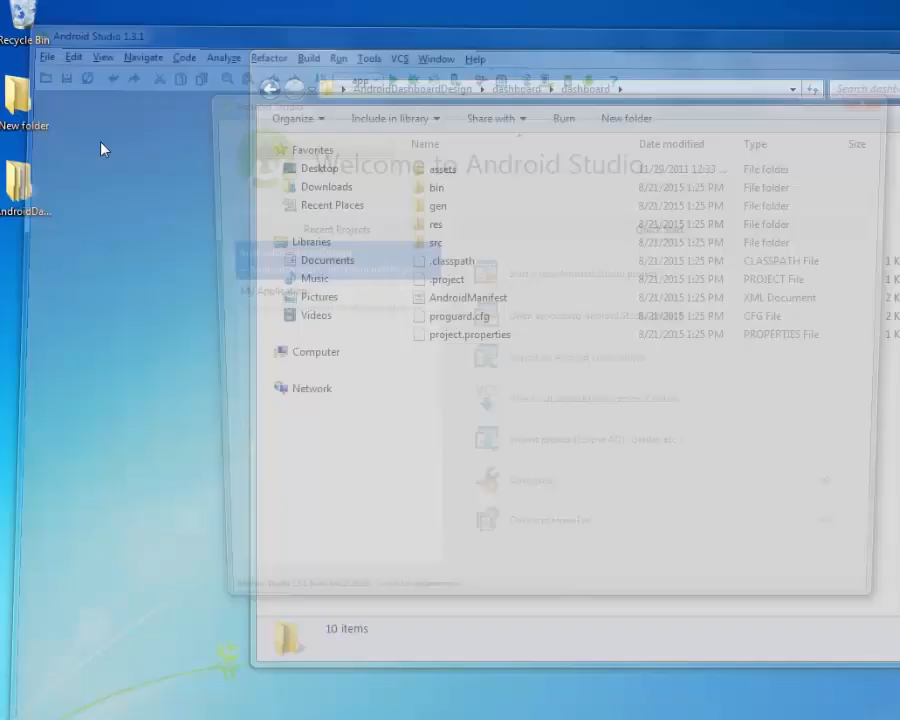 Recycle Bin
New folder
AndroidDa...
Android Studio 1.3.1
File Edit View Navigate Code Analyze Refactor Build Run Tools VCS Window Help
app
AndroidDashboardDesign dashboard dashboard
Search dashb
Organize Include in library Share with Burn New folder
Name Date modified Type Size
Welcome to Android Studio
Favorites
Desktop
Downloads
Recent Places
Libraries
Documents
Music
Pictures
Videos
Computer
Network
Recent Projects
My Application
assets File folder
bin 8/21/2015 1:25 PM File folder
gen 8/21/2015 1:25 PM File folder
res 8/21/2015 1:25 PM File folder
src 8/21/2015 1:25 PM File folder
.classpath 8/21/2015 1:25 PM CLASSPATH File 1 K
.project 8/21/2015 1:25 PM PROJECT File 1 K
AndroidManifest 8/21/2015 1:25 PM XML Document 2 K
proguard.cfg 8/21/2015 1:25 PM CFG File 2 K
project.properties 8/21/2015 1:25 PM PROPERTIES File 1 K
10 items